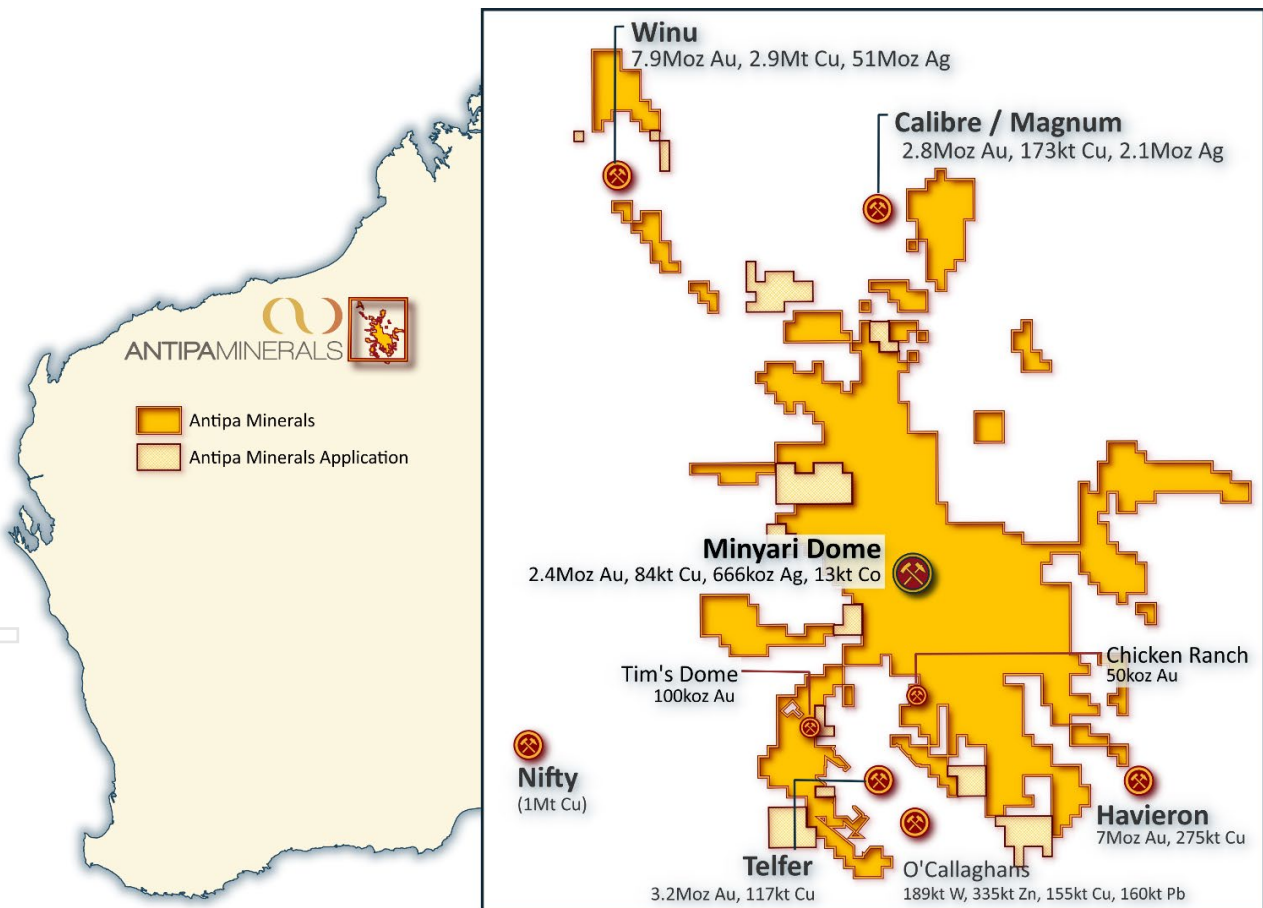 Winu
7.9Moz Au, 2.9Mt Cu, 51Moz Ag
Calibre / Magnum
2.8Moz Au, 173kt Cu, 2.1Moz Ag
ANTIPAMINERALS
Antipa Minerals
Antipa Minerals Application
Minyari Dome
2.4Moz Au, 84kt Cu, 666koz Ag, 13kt Co
Tim's Dome
100koz Au
Chicken Ranch
50koz Au
Nifty
(1Mt Cu)
Telfer
3.2Moz Au, 117kt Cu
O'Callaghans
189kt W, 335kt Zn, 155kt Cu, 160kt Pb
Havieron
7Moz Au, 275kt Cu